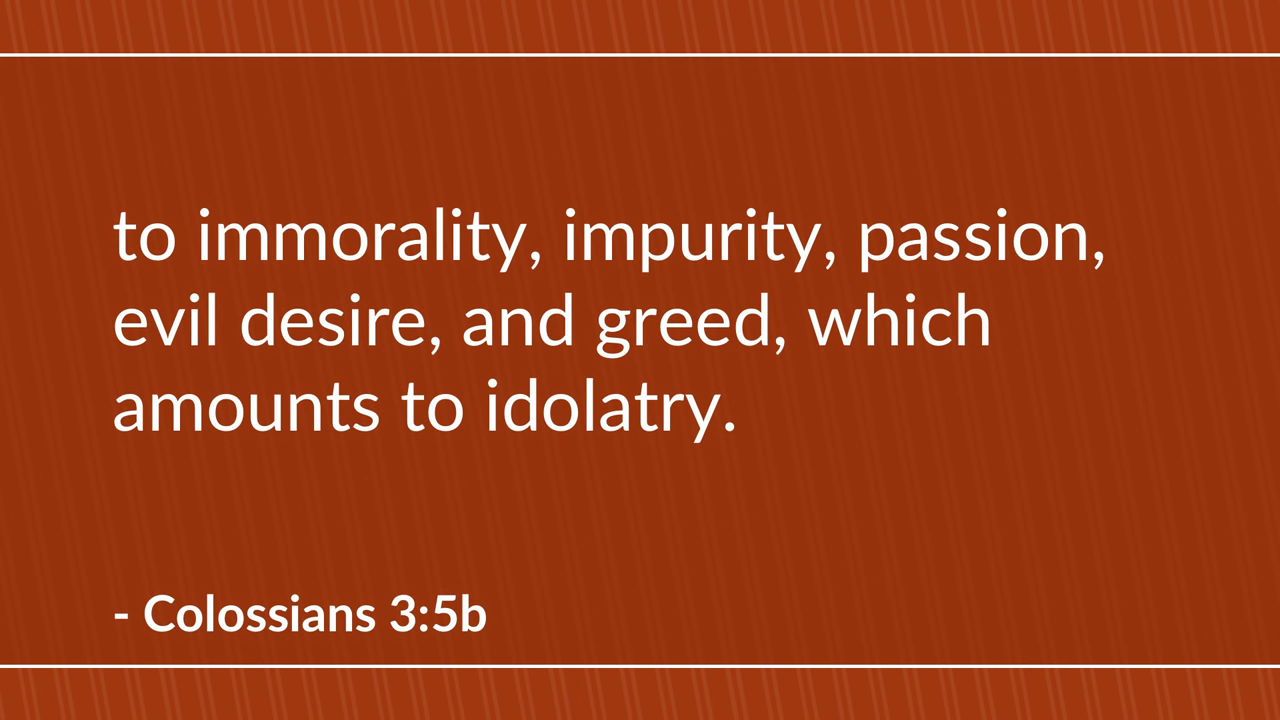 to immorality, impurity, passion,
evil desire, and greed, which
amounts to idolatry.
- Colossians 3:5b